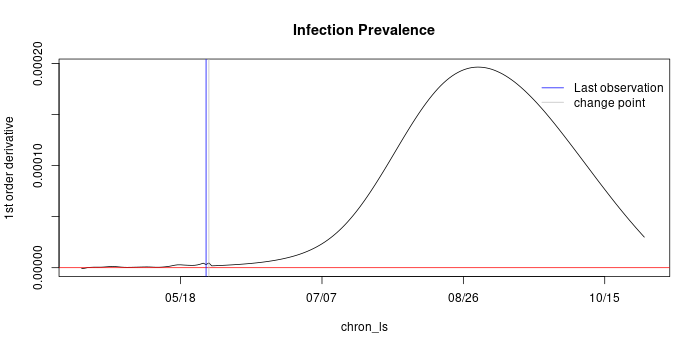 Infection Prevalence
1st order derivative
0.00020
0.00010
0.00000
Last observation
change point
05/18
07/07
08/26
10/15
chron_ls